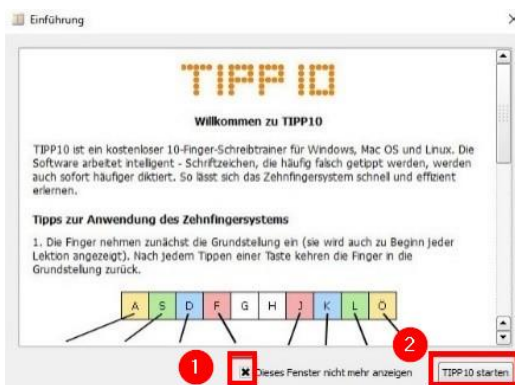 Einführung
TIPP10
Willkommen zu TIPP10
TIPP10 ist ein kostenloser 10-Finger-Schreibtrainer für Windows, Mac OS und Linux. Die
Software arbeitet intelligent - Schriftzeichen, die häufig falsch getippt werden, werden
auch sofort häufiger diktiert. So lässt sich das Zehnfingersystem schnell und effizient
erlernen.
Tipps zur Anwendung des Zehnfingersystems
1. Die Finger nehmen zunächst die Grundstellung ein (sie wird auch zu Beginn jeder
Lektion angezeigt). Nach jedem Tippen einer Taste kehren die Finger in die
Grundstellung zurück.
A S D F G H J K L Ö
1 Dieses Fenster nicht mehr anzeigen 2 TIPP10 starten